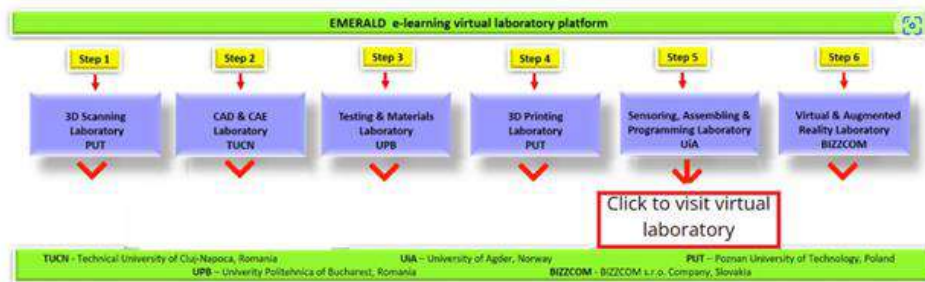 EMERALD e-learning virtual laboratory platform
Step 1
Step 2
Step 3
Step 4
Step 5
Step 6
3D Scanning
Laboratory
PUT
CAD & CAE
Laboratory
TUCN
Testing & Materials
Laboratory
UPB
3D Printing
Laboratory
PUT
Sensoring, Assembling &
Programming Laboratory
UiA
Virtual & Augmented
Reality Laboratory
BIZZCOM
Click to visit virtual
laboratory
TUCN - Technical University of Cluj-Napoca, Romania
UiA – University of Agder, Norway
PUT – Poznan University of Technology, Poland
UPB – Univerity Politehnica of Bucharest, Romania
BIZZCOM - BIZZCOM s.r.o. Company, Slovakia